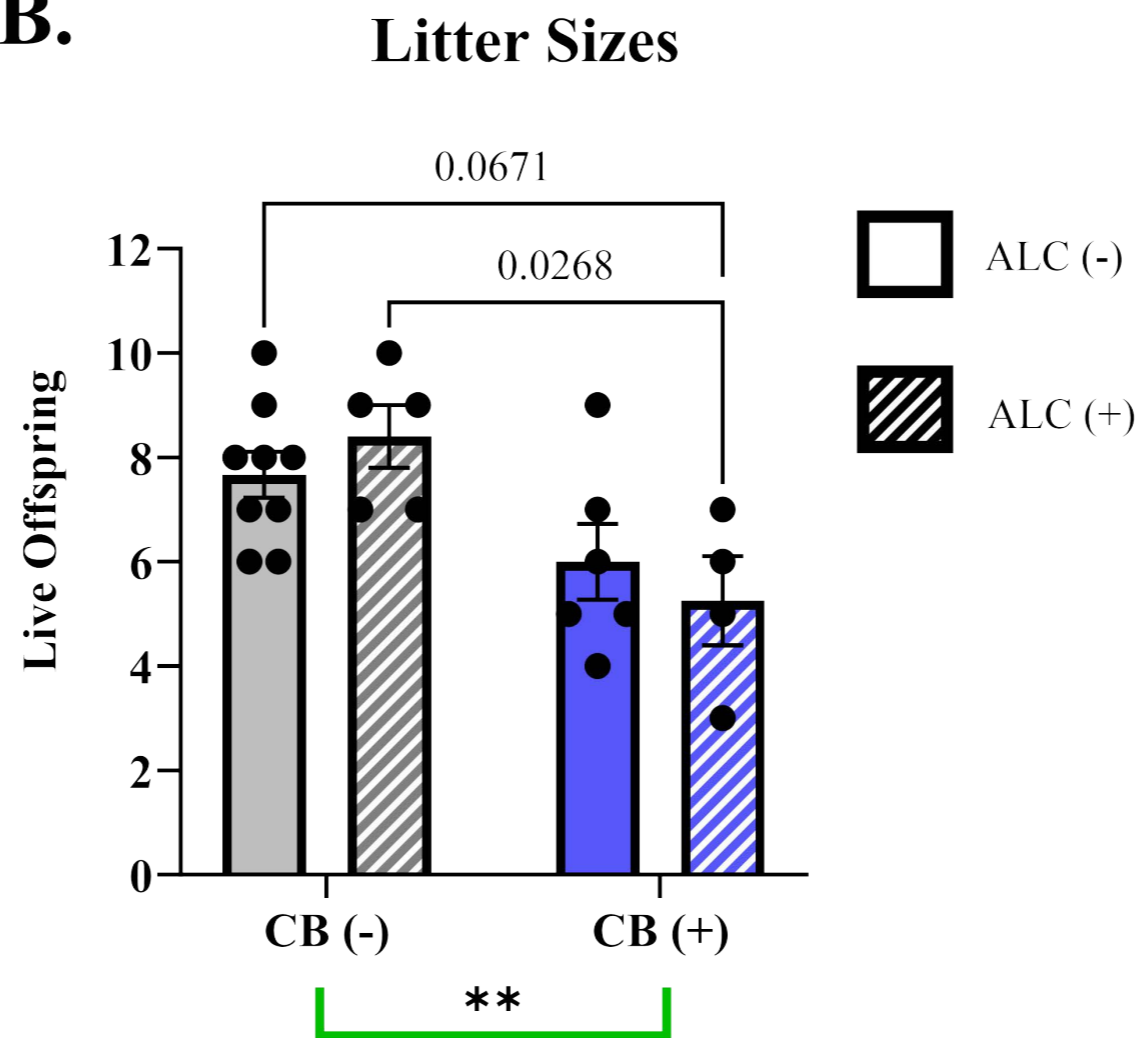 B.
Litter Sizes
0.0671
0.0268
12
10
8
6
4
2
0
Live Offspring
CB (-)
CB (+)
**
ALC (-)
ALC (+)